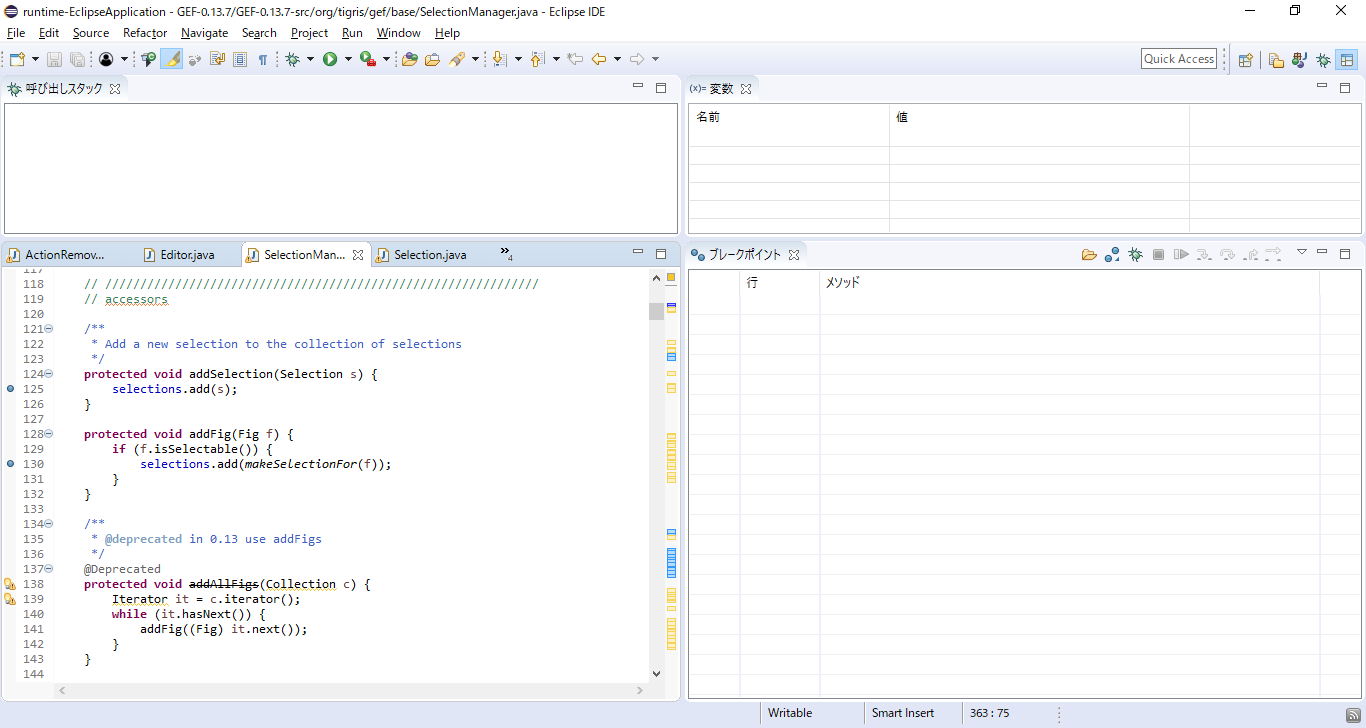 runtime-EclipseApplication - GEF-0.13.7/GEF-0.13.7-src/org/tigris/gef/base/SelectionManager.java - Eclipse IDE
File Edit Source Refactor Navigate Search Project Run Window Help
Quick Access
呼び出しスタック
(x)= 変数
名前 値
ActionRemov... Editor.java SelectionMan... Selection.java »4
ブレークポイント
行 メソッド
117
118 // //////////////////////////////////////////////////////////////
119 // accessors
120
121 /**
122 * Add a new selection to the collection of selections
123 */
124 protected void addSelection(Selection s) {
125 selections.add(s);
126 }
127
128 protected void addFig(Fig f) {
129 if (f.isSelectable()) {
130 selections.add(makeSelectionFor(f));
131 }
132 }
133
134 /**
135 * @deprecated in 0.13 use addFigs
136 */
137 @Deprecated
138 protected void addAllFigs(Collection c) {
139 Iterator it = c.iterator();
140 while (it.hasNext()) {
141 addFig((Fig) it.next());
142 }
143 }
144
Writable Smart Insert 363 : 75